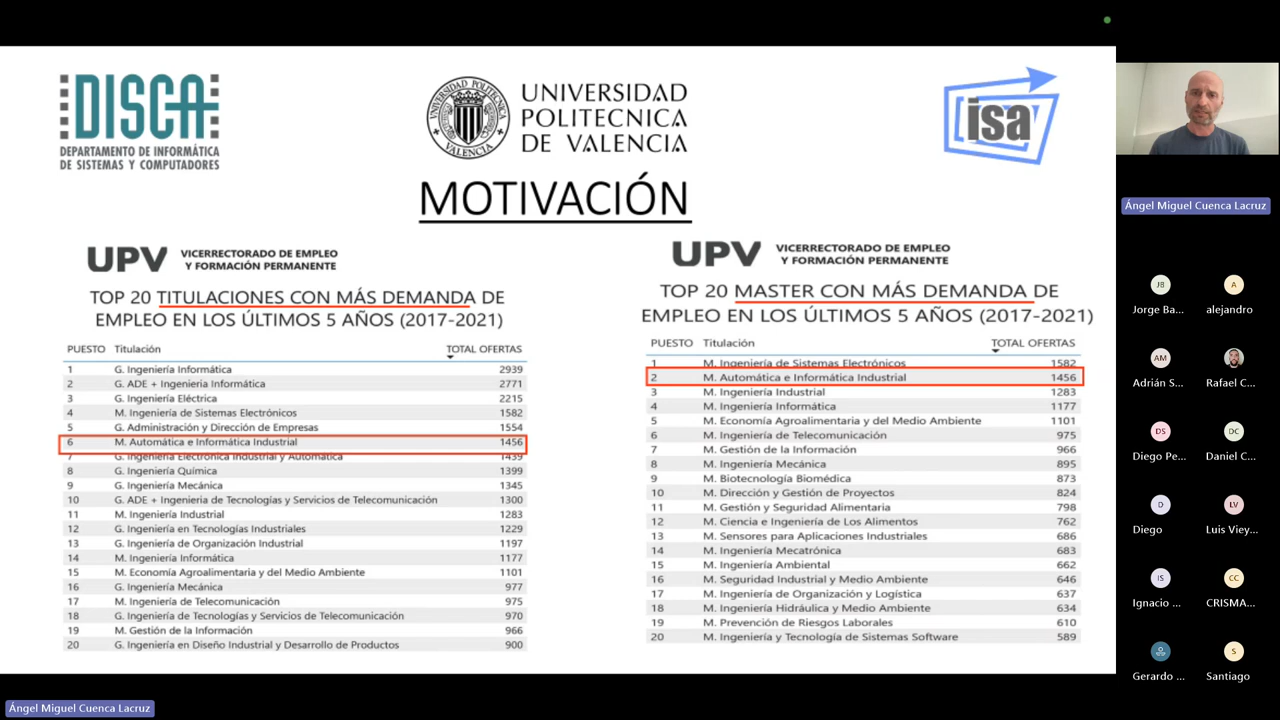 DISCA
DEPARTAMENTO DE INFORMÁTICA
DE SISTEMAS Y COMPUTADORES
UNIVERSIDAD
POLITECNICA
DE VALENCIA
isa
MOTIVACIÓN
UPV
VICERRECTORADO DE EMPLEO
Y FORMACIÓN PERMANENTE
TOP 20 TITULACIONES CON MÁS DEMANDA DE
EMPLEO EN LOS ÚLTIMOS 5 AÑOS (2017-2021)
PUESTO Titulación TOTAL OFERTAS
1 G. Ingeniería Informática 2939
2 G. ADE + Ingenieria Informática 2771
3 G. Ingeniería Eléctrica 2215
4 M. Ingeniería de Sistemas Electrónicos 1582
5 G. Administración y Dirección de Empresas 1554
6 M. Automática e Informática Industrial 1456
7 G. Ingeniería Electrónica Industrial y Automática 1439
8 G. Ingeniería Química 1399
9 G. Ingeniería Mecánica 1345
10 G. ADE + Ingenieria de Tecnologías y Servicios de Telecomunicación 1300
11 M. Ingeniería Industrial 1283
12 G. Ingeniería en Tecnologías Industriales 1229
13 G. Ingeniería de Organización Industrial 1197
14 M. Ingeniería Informática 1177
15 M. Economía Agroalimentaria y del Medio Ambiente 1101
16 G. Ingeniería Mecánica 977
17 M. Ingeniería de Telecomunicación 975
18 G. Ingeniería de Tecnologías y Servicios de Telecomunicación 970
19 M. Gestión de la Información 966
20 G. Ingeniería en Diseño Industrial y Desarrollo de Productos 900
UPV
VICERRECTORADO DE EMPLEO
Y FORMACIÓN PERMANENTE
TOP 20 MASTER CON MÁS DEMANDA DE
EMPLEO EN LOS ÚLTIMOS 5 AÑOS (2017-2021)
PUESTO Titulación TOTAL OFERTAS
1 M. Ingeniería de Sistemas Electrónicos 1582
2 M. Automática e Informática Industrial 1456
3 M. Ingeniería Industrial 1283
4 M. Ingeniería Informática 1177
5 M. Economía Agroalimentaria y del Medio Ambiente 1101
6 M. Ingeniería de Telecomunicación 975
7 M. Gestión de la Información 966
8 M. Ingeniería Mecánica 895
9 M. Biotecnología Biomédica 873
10 M. Dirección y Gestión de Proyectos 824
11 M. Gestión y Seguridad Alimentaria 798
12 M. Ciencia e Ingeniería de Los Alimentos 762
13 M. Sensores para Aplicaciones Industriales 686
14 M. Ingeniería Mecatrónica 683
15 M. Ingeniería Ambiental 662
16 M. Seguridad Industrial y Medio Ambiente 646
17 M. Ingeniería de Organización y Logística 637
18 M. Ingeniería Hidráulica y Medio Ambiente 634
19 M. Prevención de Riesgos Laborales 610
20 M. Ingeniería y Tecnología de Sistemas Software 589
Ángel Miguel Cuenca Lacruz
JB
A
Jorge Ba...
alejandro
AM
Adrián S...
Rafael C...
DS
DC
Diego Pe...
Daniel C...
D
LV
Diego
Luis Viey...
IS
CC
Ignacio ...
CRISMA...
S
Gerardo ...
Santiago
Ángel Miguel Cuenca Lacruz